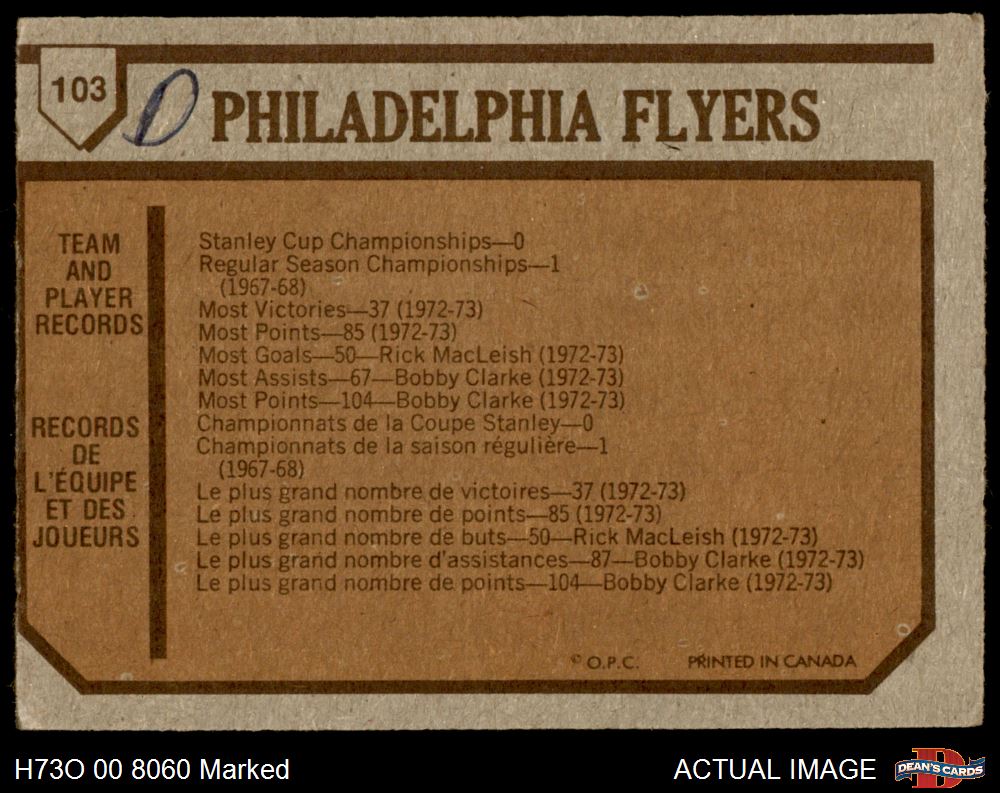 103
D PHILADELPHIA FLYERS
TEAM
AND
PLAYER
RECORDS
RECORDS
DE
L'ÉQUIPE
ET DES
JOUEURS
Stanley Cup Championships—0
Regular Season Championships—1
(1967-68)
Most Victories—37 (1972-73)
Most Points—85 (1972-73)
Most Goals—50—Rick MacLeish (1972-73)
Most Assists—67—Bobby Clarke (1972-73)
Most Points—104—Bobby Clarke (1972-73)
Championnats de la Coupe Stanley—0
Championnats de la saison régulière—1
(1967-68)
Le plus grand nombre de victoires—37 (1972-73)
Le plus grand nombre de points—85 (1972-73)
Le plus grand nombre de buts—50—Rick MacLeish (1972-73)
Le plus grand nombre d'assistances—87—Bobby Clarke (1972-73)
Le plus grand nombre de points—104—Bobby Clarke (1972-73)
© O.P.C. PRINTED IN CANADA
H73O 00 8060 Marked
ACTUAL IMAGE
D
DEAN'S CARDS